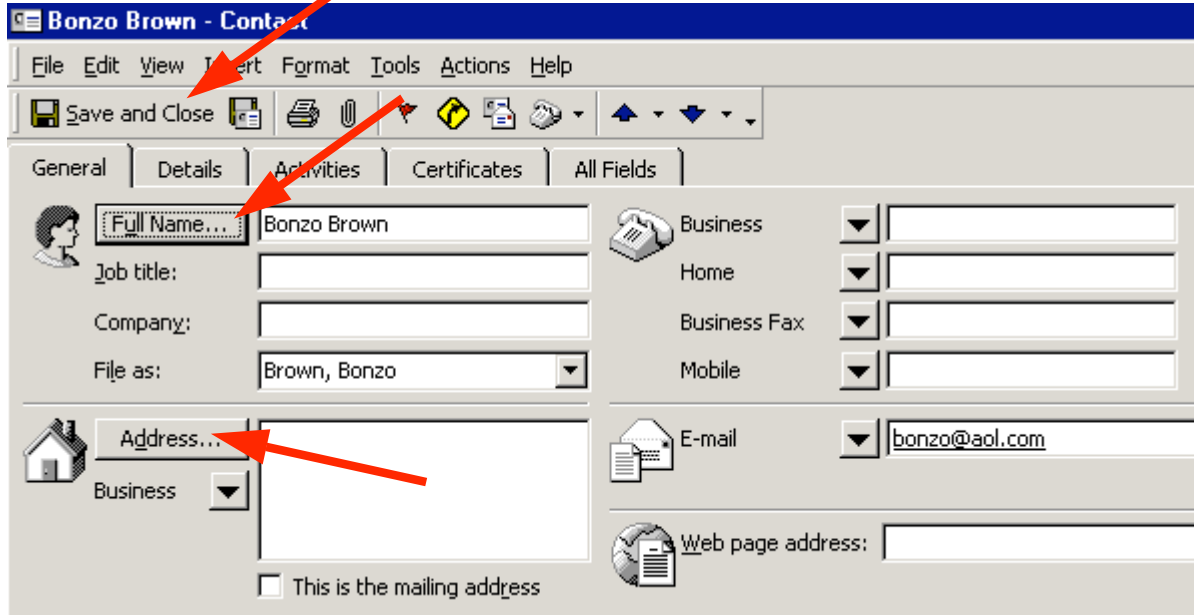 Bonzo Brown - Contact
File Edit View Insert Format Tools Actions Help
Save and Close
General Details Activities Certificates All Fields
Full Name... Bonzo Brown Business
Job title: Home
Company: Business Fax
File as: Brown, Bonzo Mobile
Address... E-mail bonzo@aol.com
Business
Web page address:
This is the mailing address